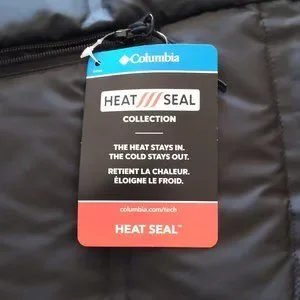 Columbia
HEAT SEAL
COLLECTION
THE HEAT STAYS IN.
THE COLD STAYS OUT.
RETIENT LA CHALEUR.
ÉLOIGNE LE FROID.
columbia.com/tech
HEAT SEAL™